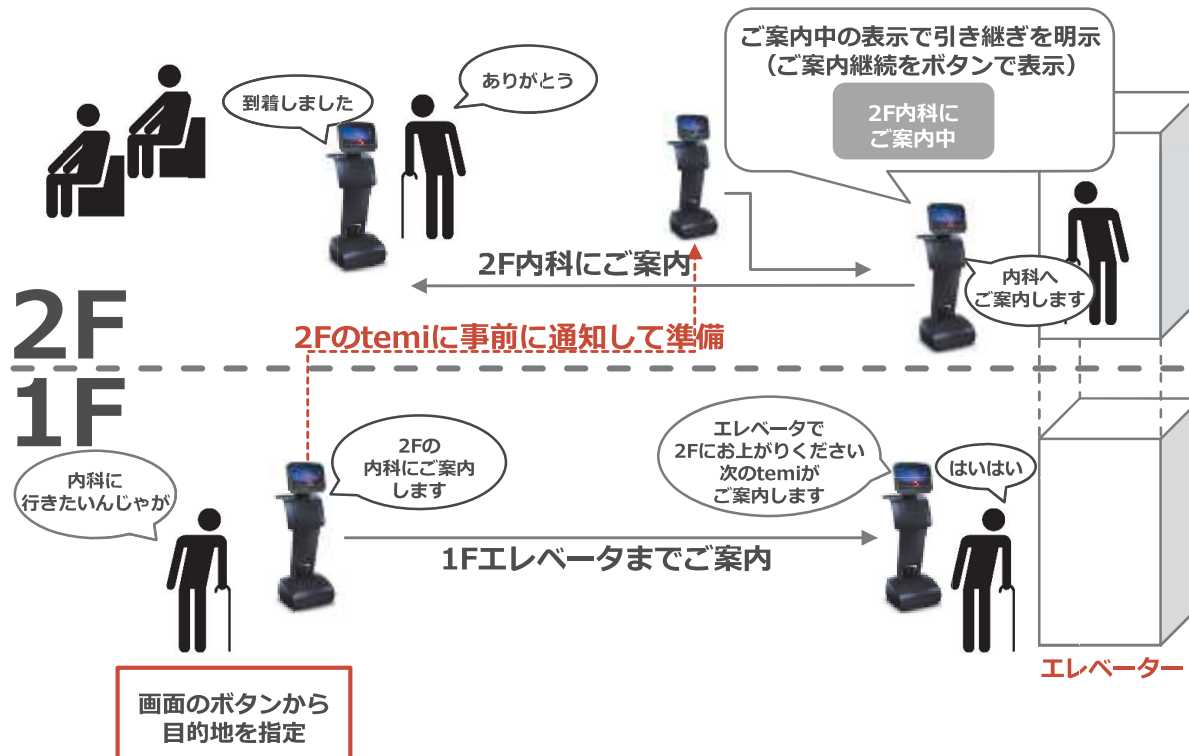 ご案内中の表示で引き継ぎを明示
（ご案内継続をボタンで表示）
2F内科に
ご案内中
到着しました
ありがとう
2F内科にご案内
内科へ
ご案内します
2F
2Fのtemiに事前に通知して準備
1F
内科に
行きたいんじゃが
2Fの
内科にご案内
します
エレベータで
2Fにお上がりください
次のtemiが
ご案内します
はいはい
1Fエレベータまでご案内
エレベーター
画面のボタンから
目的地を指定